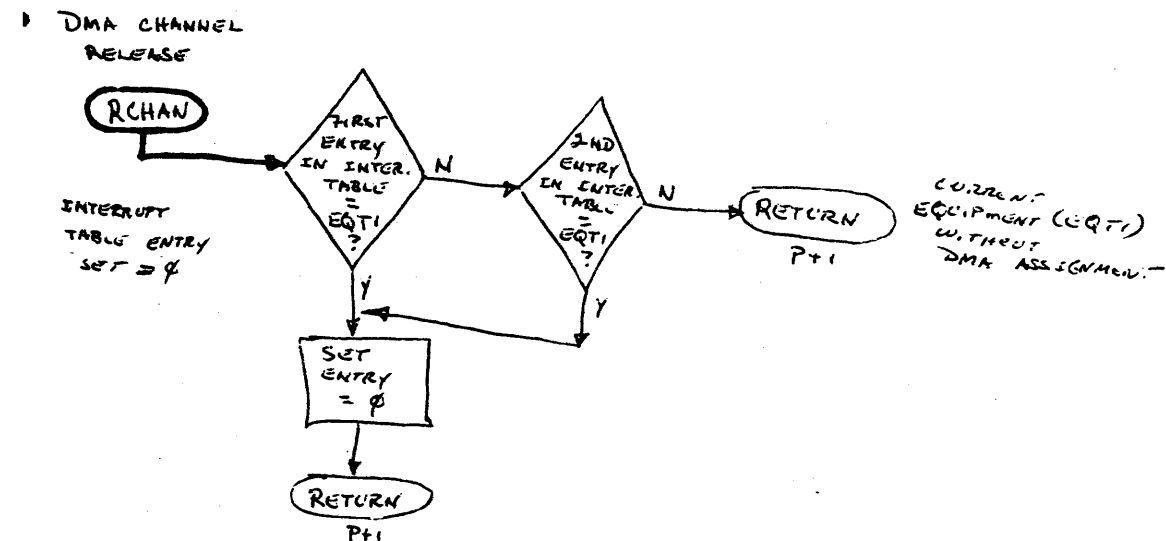 DMA CHANNEL
RELEASE
RCHAN
FIRST
ENTRY
IN INTER.
TABLE
=
EQT1
?
N
Y
2ND
ENTRY
IN INTER.
TABLE
=
EQT1
?
N
Y
RETURN
P+1
CURRENT
EQUIPMENT (EQT1)
WITHOUT
DMA ASSIGNMENT
INTERRUPT
TABLE ENTRY
SET = φ
SET
ENTRY
= φ
RETURN
P+1